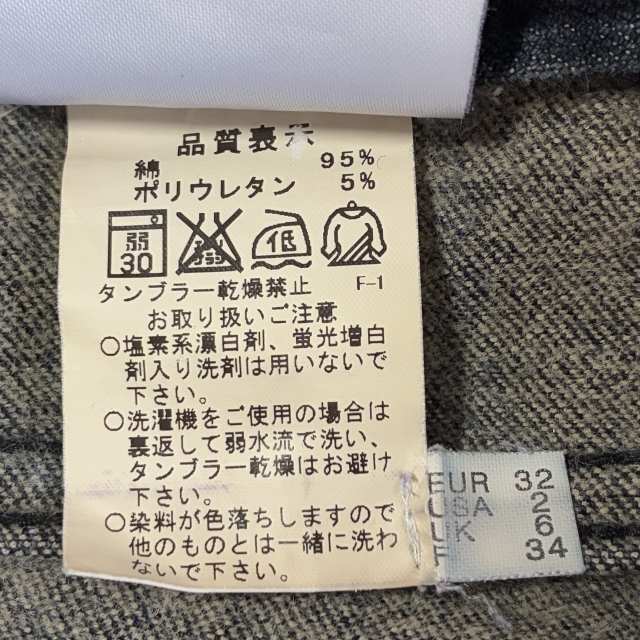 品質表示
綿 95%
ポリウレタン 5%
弱 30 エンソサラシ 低
タンブラー乾燥禁止 F-1
お取り扱いご注意
○塩素系漂白剤、蛍光増白
剤入り洗剤は用いないで
下さい。
○洗濯機をご使用の場合は
裏返して弱水流で洗い、
タンブラー乾燥はお避け
下さい。
○染料が色落ちしますので
他のものとは一緒に洗わ
ないで下さい。
EUR 32
USA 2
UK 6
F 34